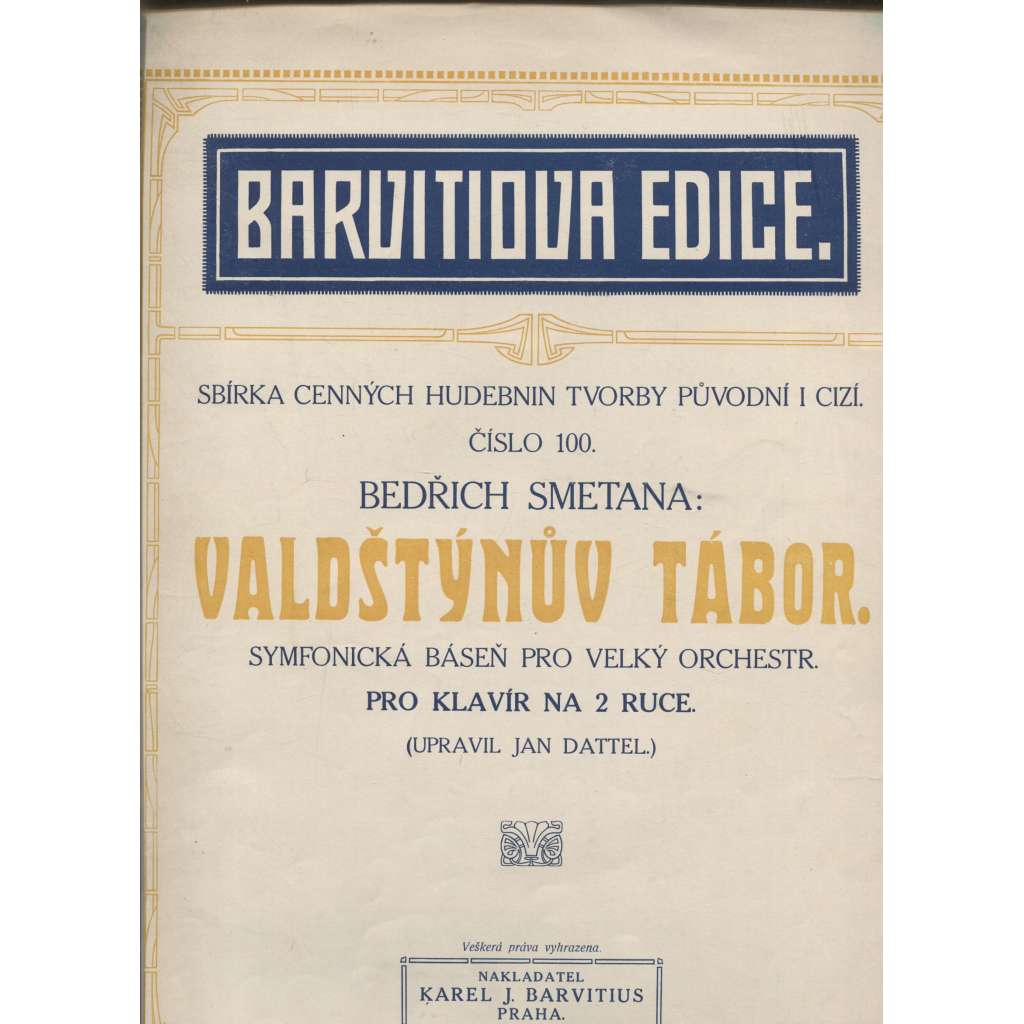 BARVITIOVA EDICE.
SBÍRKA CENNÝCH HUDEBNIN TVORBY PŮVODNÍ I CIZÍ.
ČÍSLO 100.
BEDŘICH SMETANA:
VALDŠTÝNŮV TÁBOR.
SYMFONICKÁ BÁSEŇ PRO VELKÝ ORCHESTR.
PRO KLAVÍR NA 2 RUCE.
(UPRAVIL JAN DATTEL.)
Veškerá práva vyhrazena.
NAKLADATEL
KAREL J. BARVITIUS
PRAHA.